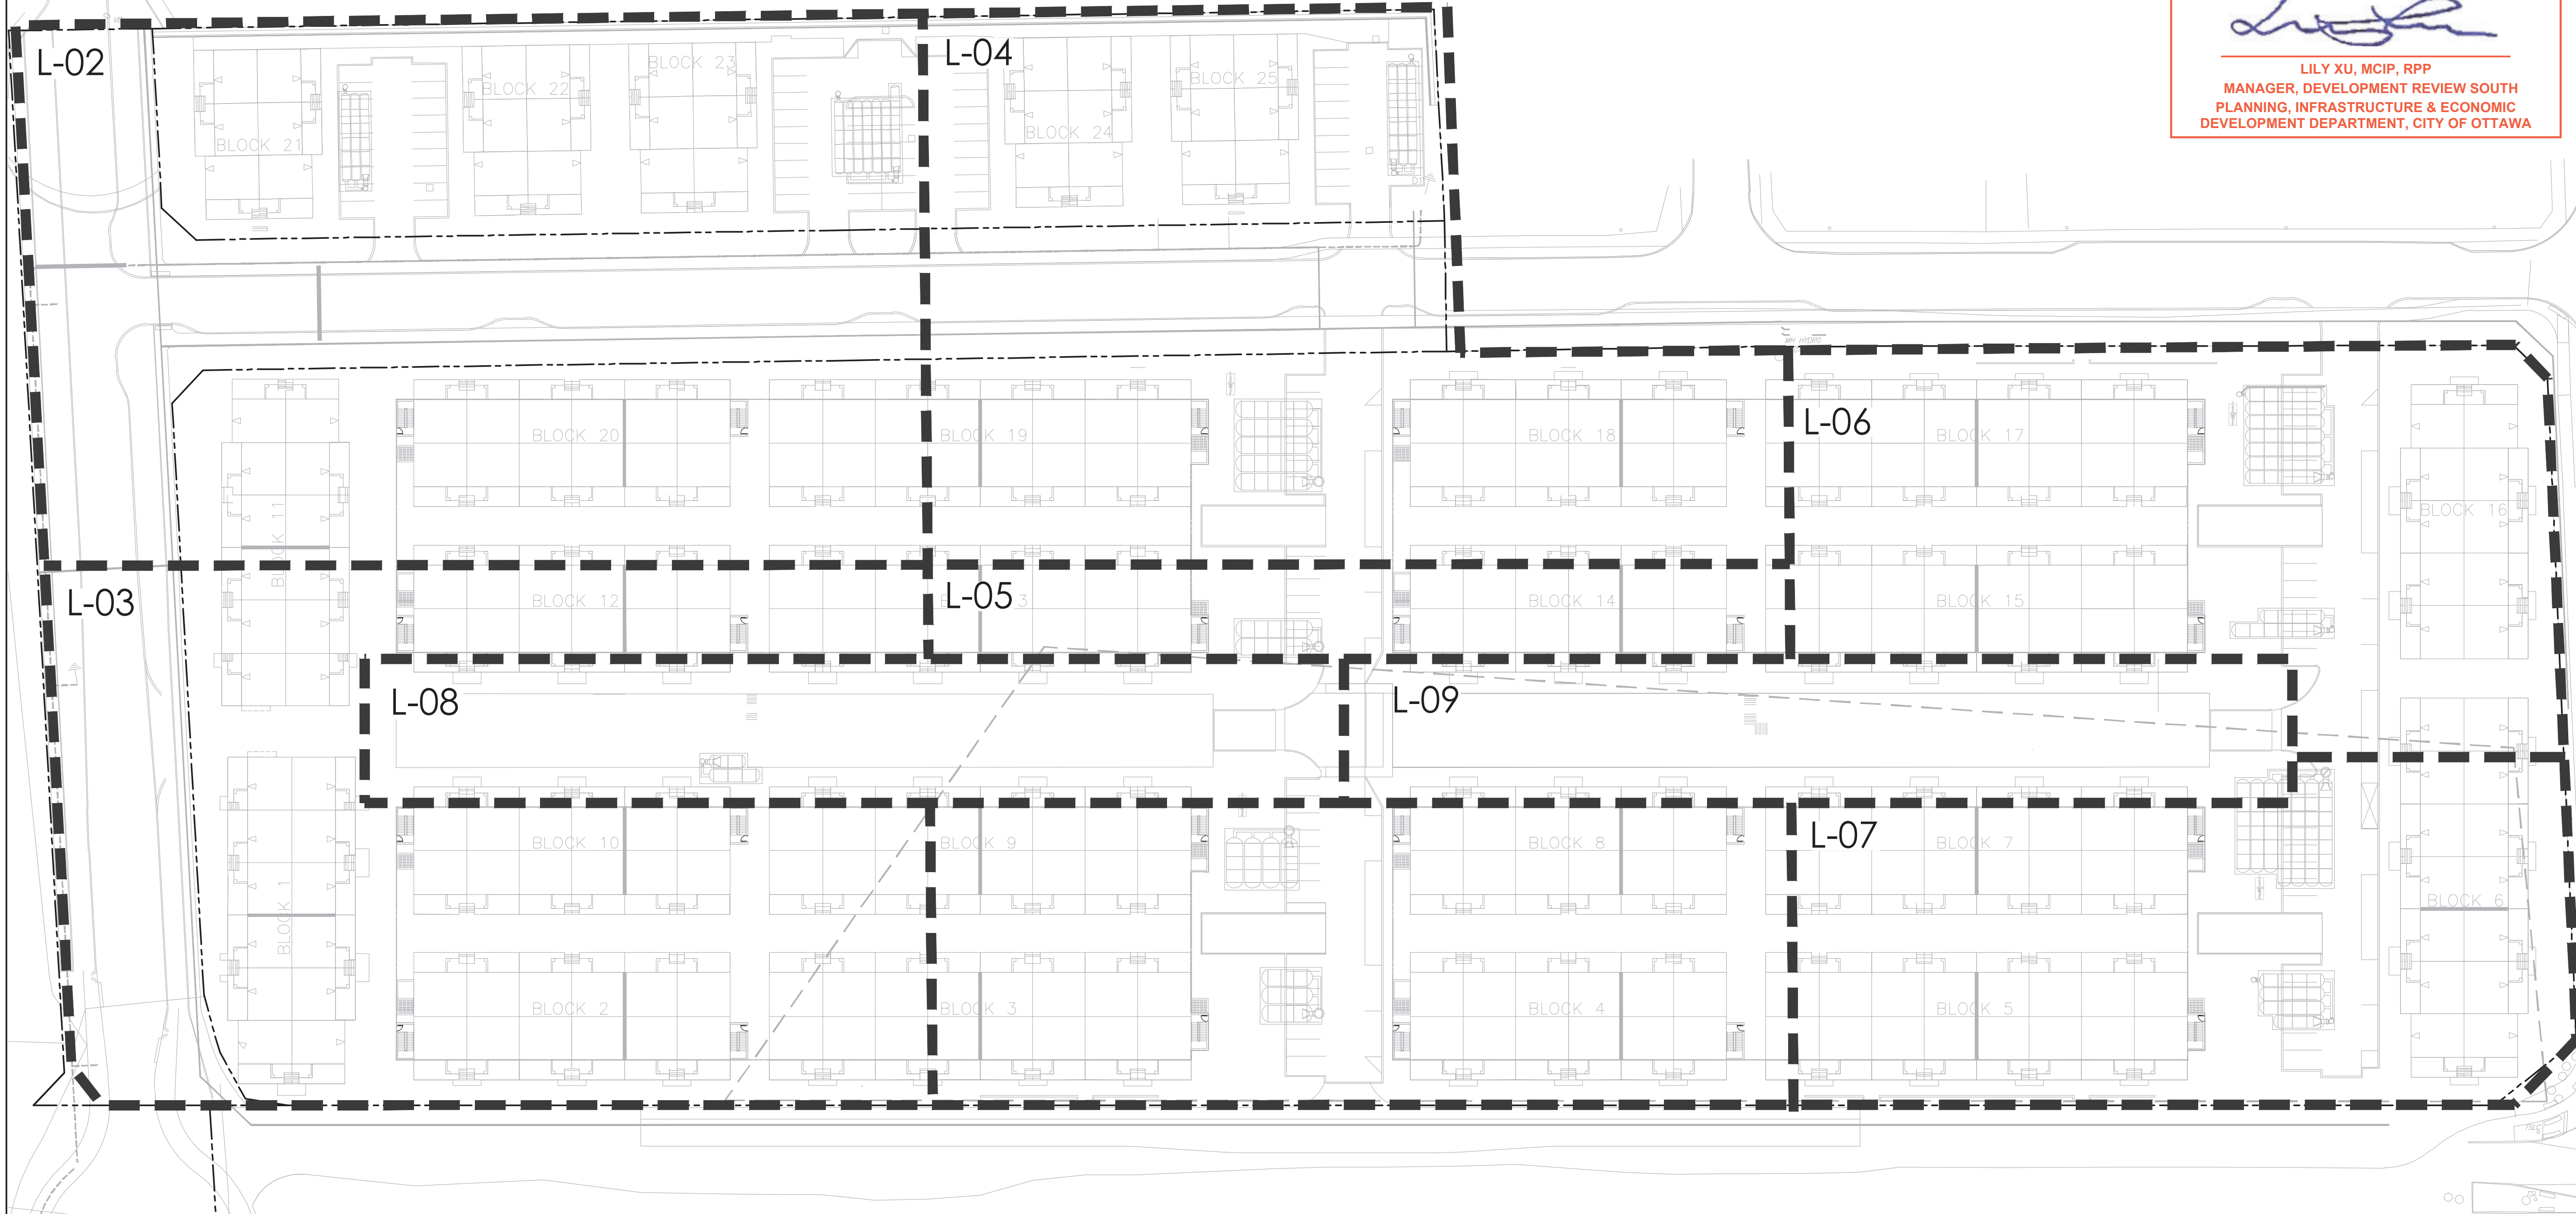 L-02
L-04
LILY XU, MCIP, RPP
MANAGER, DEVELOPMENT REVIEW SOUTH
PLANNING, INFRASTRUCTURE & ECONOMIC
DEVELOPMENT DEPARTMENT, CITY OF OTTAWA
BLOCK 21
BLOCK 22
BLOCK 23
BLOCK 24
BLOCK 25
MH HYDRO
L-06
BLOCK 20
BLOCK 19
BLOCK 18
BLOCK 17
BLOCK 16
BLOCK 11
L-03
L-05
BLOCK 12
BLOCK 14
BLOCK 15
L-08
L-09
L-07
BLOCK 10
BLOCK 9
BLOCK 8
BLOCK 7
BLOCK 6
BLOCK 1
BLOCK 2
BLOCK 3
BLOCK 4
BLOCK 5